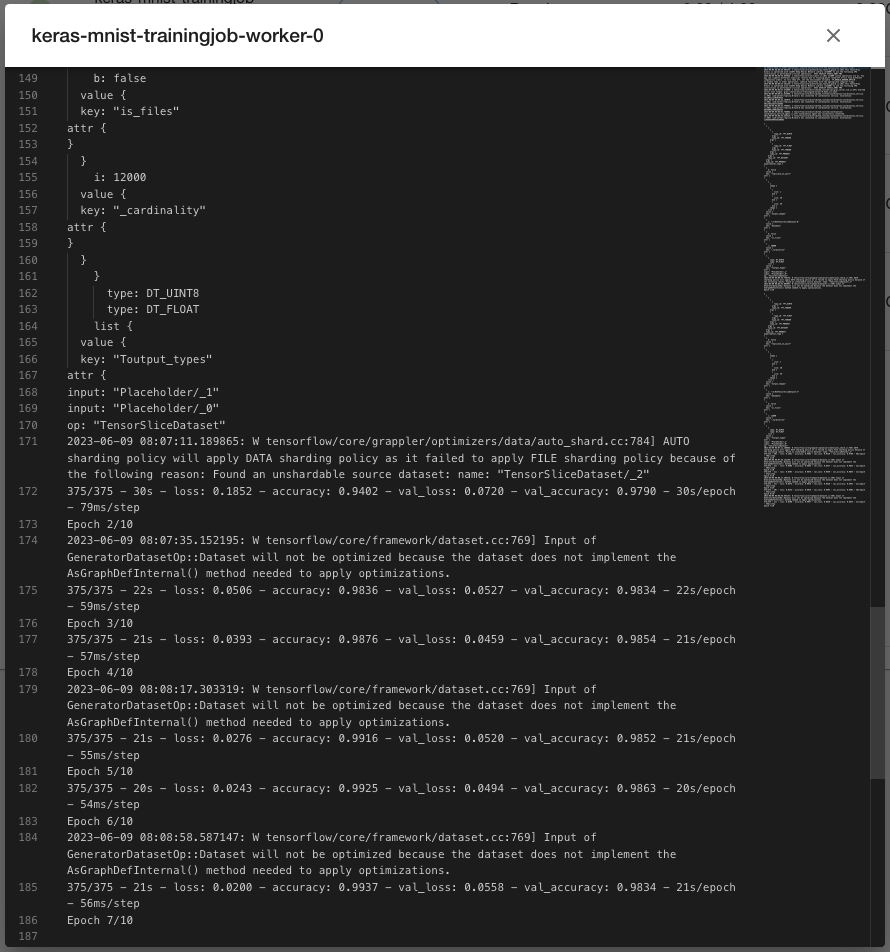 keras-mnist-trainingjob-worker-0
149 b: false
150 value {
151 key: "is_files"
152 attr {
153 }
154 }
155 i: 12000
156 value {
157 key: "_cardinality"
158 attr {
159 }
160 }
161 }
162 type: DT_UINT8
163 type: DT_FLOAT
164 list {
165 value {
166 key: "Toutput_types"
167 attr {
168 input: "Placeholder/_1"
169 input: "Placeholder/_0"
170 op: "TensorSliceDataset"
171 2023-06-09 08:07:11.189865: W tensorflow/core/grappler/optimizers/data/auto_shard.cc:784] AUTO
sharding policy will apply DATA sharding policy as it failed to apply FILE sharding policy because of
the following reason: Found an unshardable source dataset: name: "TensorSliceDataset/_2"
172 375/375 - 30s - loss: 0.1852 - accuracy: 0.9402 - val_loss: 0.0720 - val_accuracy: 0.9790 - 30s/epoch
- 79ms/step
173 Epoch 2/10
174 2023-06-09 08:07:35.152195: W tensorflow/core/framework/dataset.cc:769] Input of
GeneratorDatasetOp::Dataset will not be optimized because the dataset does not implement the
AsGraphDefInternal() method needed to apply optimizations.
175 375/375 - 22s - loss: 0.0506 - accuracy: 0.9836 - val_loss: 0.0527 - val_accuracy: 0.9834 - 22s/epoch
- 59ms/step
176 Epoch 3/10
177 375/375 - 21s - loss: 0.0393 - accuracy: 0.9876 - val_loss: 0.0459 - val_accuracy: 0.9854 - 21s/epoch
- 57ms/step
178 Epoch 4/10
179 2023-06-09 08:08:17.303319: W tensorflow/core/framework/dataset.cc:769] Input of
GeneratorDatasetOp::Dataset will not be optimized because the dataset does not implement the
AsGraphDefInternal() method needed to apply optimizations.
180 375/375 - 21s - loss: 0.0276 - accuracy: 0.9916 - val_loss: 0.0520 - val_accuracy: 0.9852 - 21s/epoch
- 55ms/step
181 Epoch 5/10
182 375/375 - 20s - loss: 0.0243 - accuracy: 0.9925 - val_loss: 0.0494 - val_accuracy: 0.9863 - 20s/epoch
- 54ms/step
183 Epoch 6/10
184 2023-06-09 08:08:58.587147: W tensorflow/core/framework/dataset.cc:769] Input of
GeneratorDatasetOp::Dataset will not be optimized because the dataset does not implement the
AsGraphDefInternal() method needed to apply optimizations.
185 375/375 - 21s - loss: 0.0200 - accuracy: 0.9937 - val_loss: 0.0558 - val_accuracy: 0.9834 - 21s/epoch
- 56ms/step
186 Epoch 7/10
187